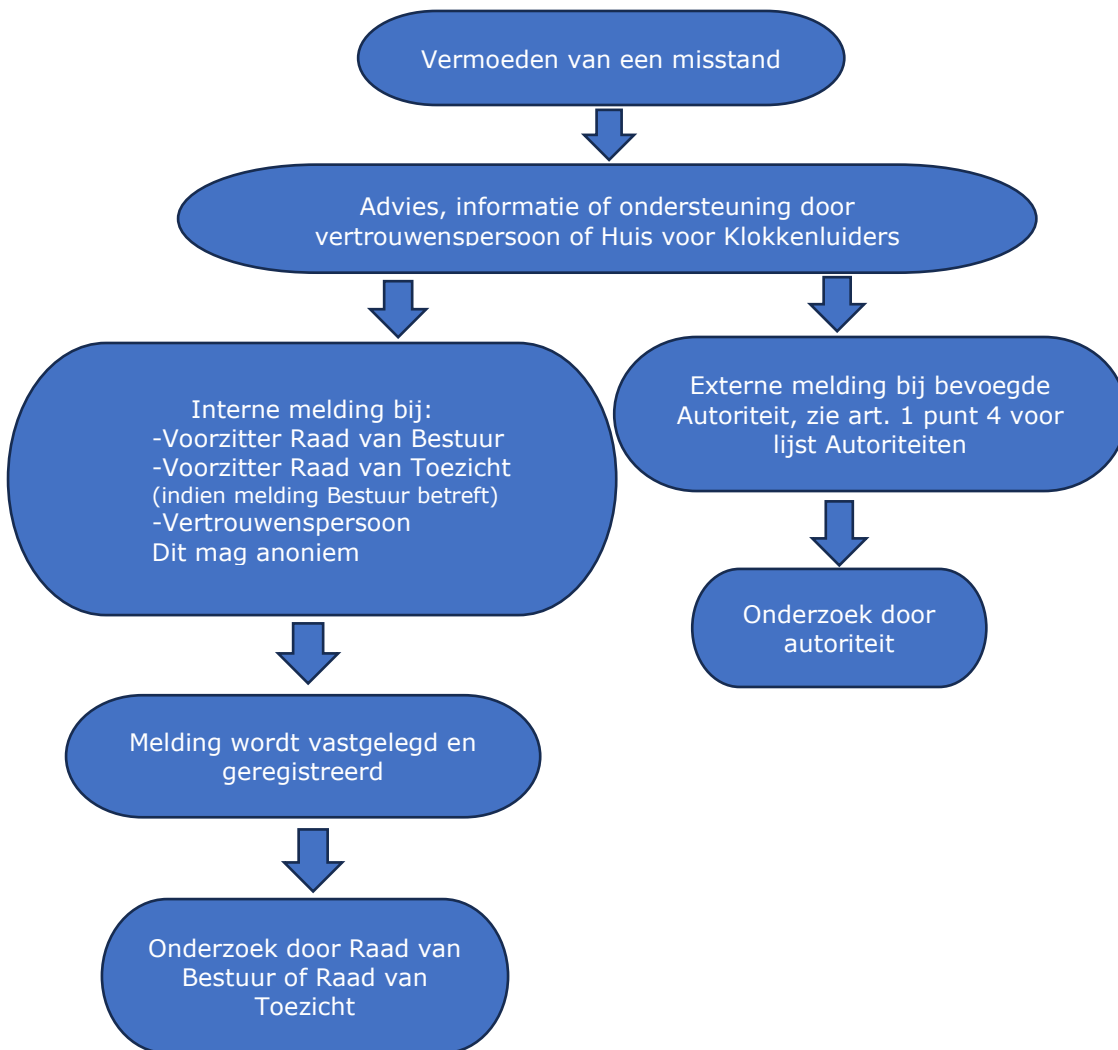 Vermoeden van een misstand
Advies, informatie of ondersteuning door
vertrouwenspersoon of Huis voor Klokkenluiders
Interne melding bij:
-Voorzitter Raad van Bestuur
-Voorzitter Raad van Toezicht
(indien melding Bestuur betreft)
-Vertrouwenspersoon
Dit mag anoniem
Externe melding bij bevoegde
Autoriteit, zie art. 1 punt 4 voor
lijst Autoriteiten
Onderzoek door
autoriteit
Melding wordt vastgelegd en
geregistreerd
Onderzoek door Raad van
Bestuur of Raad van
Toezicht